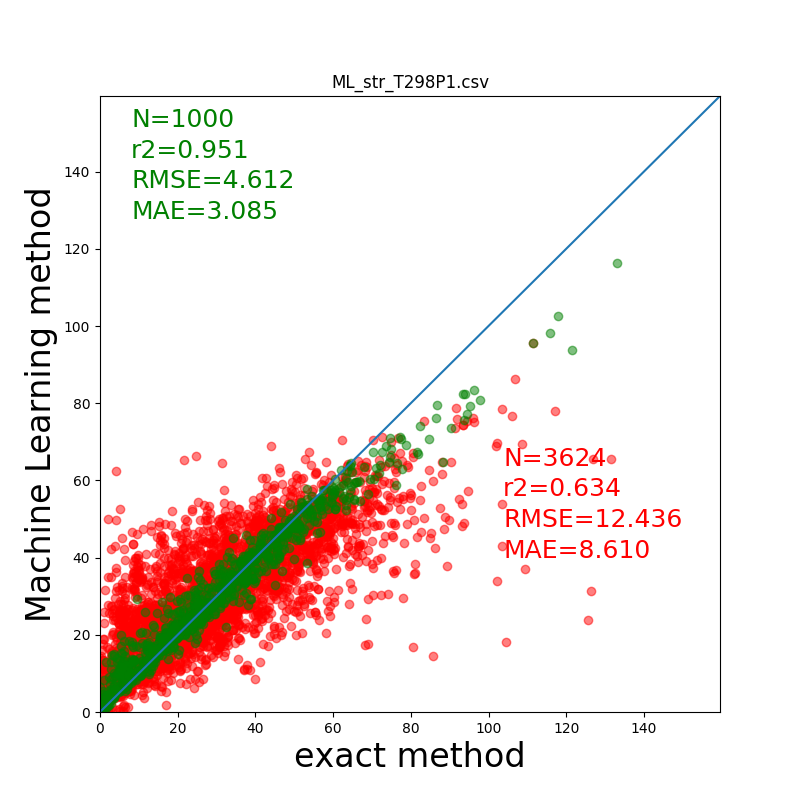 ML_str_T298P1.csv
N=1000
r2=0.951
RMSE=4.612
MAE=3.085
N=3624
r2=0.634
RMSE=12.436
MAE=8.610
Machine Learning method
140
120
100
80
60
40
20
0
0 20 40 60 80 100 120 140
exact method